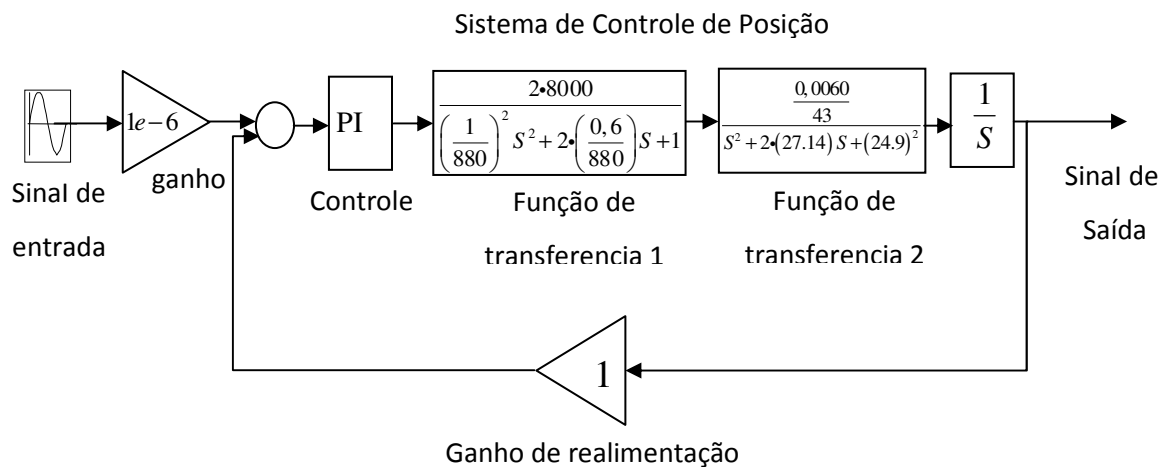 Sistema de Controle de Posição
1e−6
PI
2•8000
(1/880)² S² + 2•(0,6/880) S + 1
0,0060
43
S² + 2•(27.14) S + (24.9)²
1
S
Sinal de
entrada
ganho
Controle
Função de
transferencia 1
Função de
transferencia 2
Sinal de
Saída
1
Ganho de realimentação